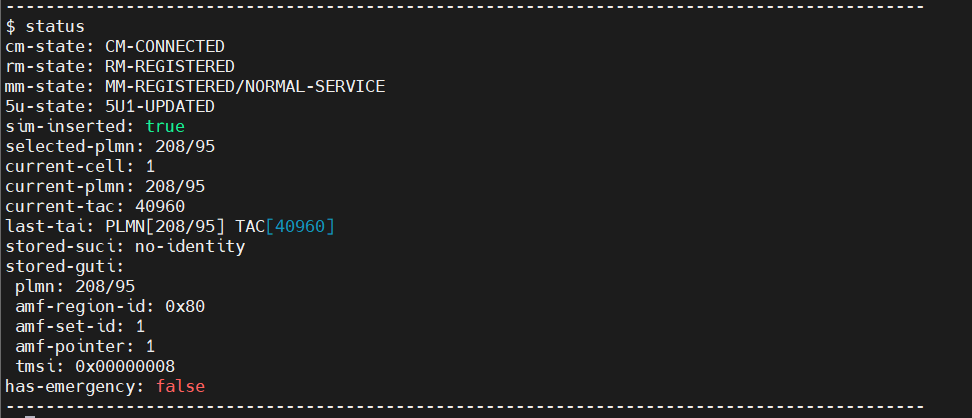 --------------------------------------------------------------------------------------------
$ status
cm-state: CM-CONNECTED
rm-state: RM-REGISTERED
mm-state: MM-REGISTERED/NORMAL-SERVICE
5u-state: 5U1-UPDATED
sim-inserted: true
selected-plmn: 208/95
current-cell: 1
current-plmn: 208/95
current-tac: 40960
last-tai: PLMN[208/95] TAC[40960]
stored-suci: no-identity
stored-guti:
 plmn: 208/95
 amf-region-id: 0x80
 amf-set-id: 1
 amf-pointer: 1
 tmsi: 0x00000008
has-emergency: false
--------------------------------------------------------------------------------------------